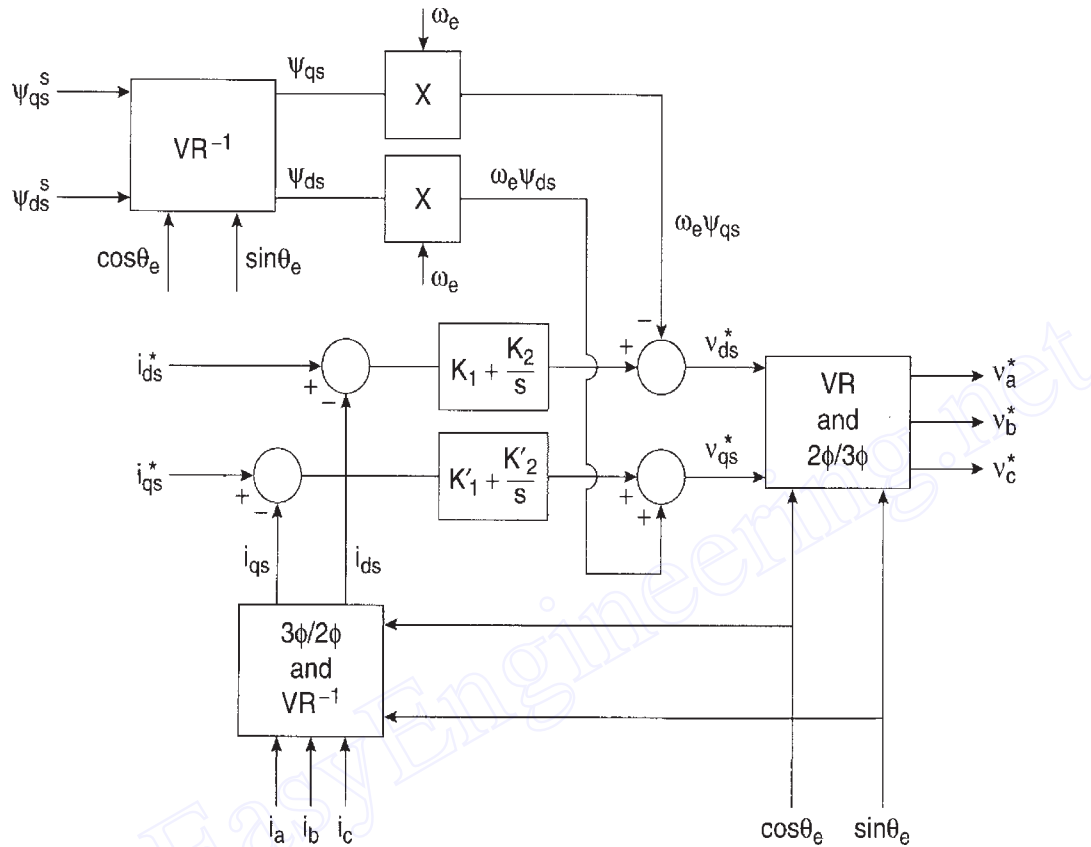 ωe
ψqs^s
ψqs
X
VR⁻¹
ψds^s
ψds
X
ωeψds
ωeψqs
cosθe
sinθe
ωe
ids*
+
−
K1 + K2/s
+
−
vds*
VR
and
2ϕ/3ϕ
va*
vb*
vc*
iqs*
+
−
K'1 + K'2/s
+
+
vqs*
iqs
ids
3ϕ/2ϕ
and
VR⁻¹
ia
ib
ic
cosθe
sinθe
EasyEngineering.net